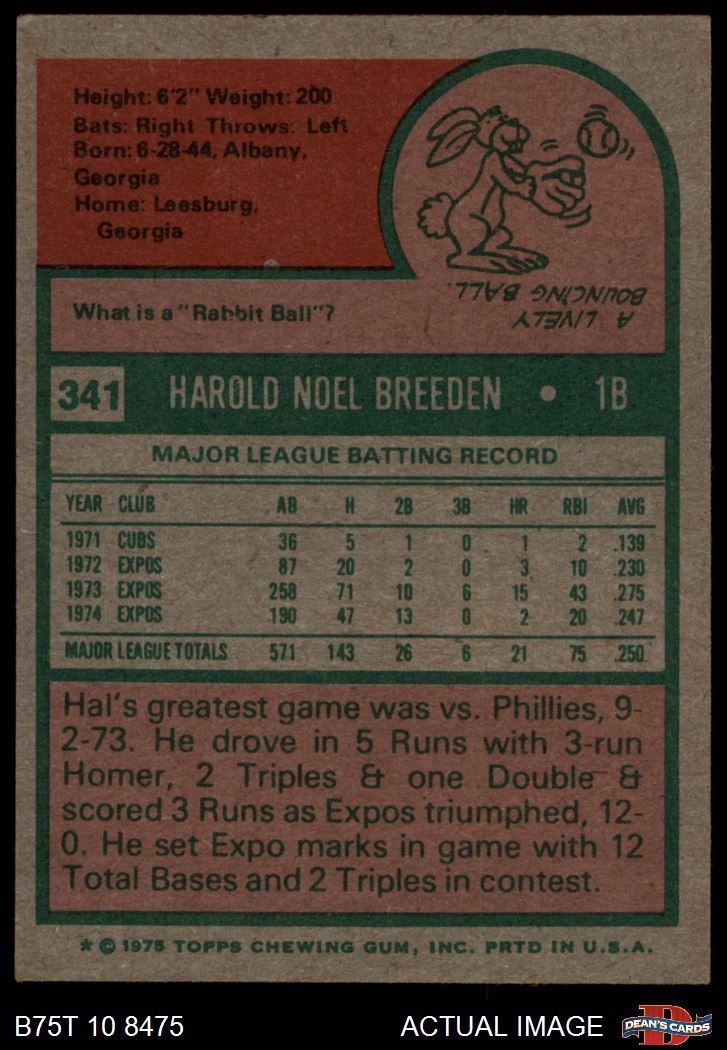 Height: 6'2" Weight: 200
Bats: Right Throws: Left
Born: 6-28-44, Albany,
Georgia
Home: Leesburg,
Georgia
A LIVELY
BOUNCING BALL.
What is a "Rabbit Ball"?
341 HAROLD NOEL BREEDEN • 1B
MAJOR LEAGUE BATTING RECORD
YEAR CLUB AB H 2B 3B HR RBI AVG
1971 CUBS 36 5 1 0 1 2 .139
1972 EXPOS 87 20 2 0 3 10 .230
1973 EXPOS 258 71 10 6 15 43 .275
1974 EXPOS 190 47 13 0 2 20 .247
MAJOR LEAGUE TOTALS 571 143 26 6 21 75 .250
Hal's greatest game was vs. Phillies, 9-
2-73. He drove in 5 Runs with 3-run
Homer, 2 Triples & one Double &
scored 3 Runs as Expos triumphed, 12-
0. He set Expo marks in game with 12
Total Bases and 2 Triples in contest.
* © 1975 TOPPS CHEWING GUM, INC. PRTD IN U.S.A.
B75T 10 8475 ACTUAL IMAGE D DEAN'S CARDS